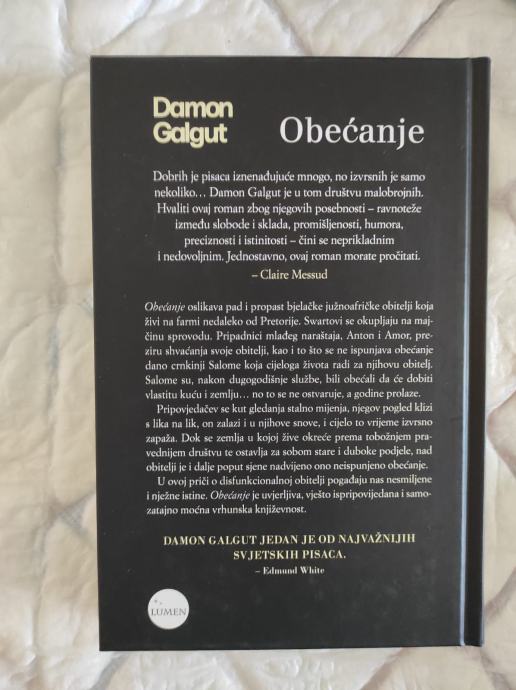 Damon
Galgut
Obećanje
Dobrih je pisaca iznenađujuće mnogo, no izvrsnih je samo
nekoliko… Damon Galgut je u tom društvu malobrojnih.
Hvaliti ovaj roman zbog njegovih posebnosti – ravnoteže
između slobode i sklada, promišljenosti, humora,
preciznosti i istinitosti – čini se neprikladnim
i nedovoljnim. Jednostavno, ovaj roman morate pročitati.
– Claire Messud
Obećanje oslikava pad i propast bjelačke južnoafričke obitelji koja
živi na farmi nedaleko od Pretorije. Swartovi se okupljaju na maj-
činu sprovodu. Pripadnici mlađeg naraštaja, Anton i Amor, pre-
ziru shvaćanja svoje obitelji, kao i to što se ne ispunjava obećanje
dano crnkinji Salome koja cijeloga života radi za njihovu obitelj.
Salome su, nakon dugogodišnje službe, bili obećali da će dobiti
vlastitu kuću i zemlju… no to se ne ostvaruje, a godine prolaze.
Pripovjedačev se kut gledanja stalno mijenja, njegov pogled klizi
s lika na lik, on zalazi i u njihove snove, i cijelo to vrijeme izvrsno
zapaža. Dok se zemlja u kojoj žive okreće prema tobožnjem pra-
vednijem društvu te ostavlja za sobom stare i duboke podjele, nad
obitelji je i dalje poput sjene nadvijeno ono neispunjeno obećanje.
U ovoj priči o disfunkcionalnoj obitelji pogađaju nas nesmiljene
i nježne istine. Obećanje je uvjerljiva, vješto ispripovijedana i samo-
zatajno moćna vrhunska književnost.
DAMON GALGUT JEDAN JE OD NAJVAŽNIJIH
SVJETSKIH PISACA.
– Edmund White
LUMEN